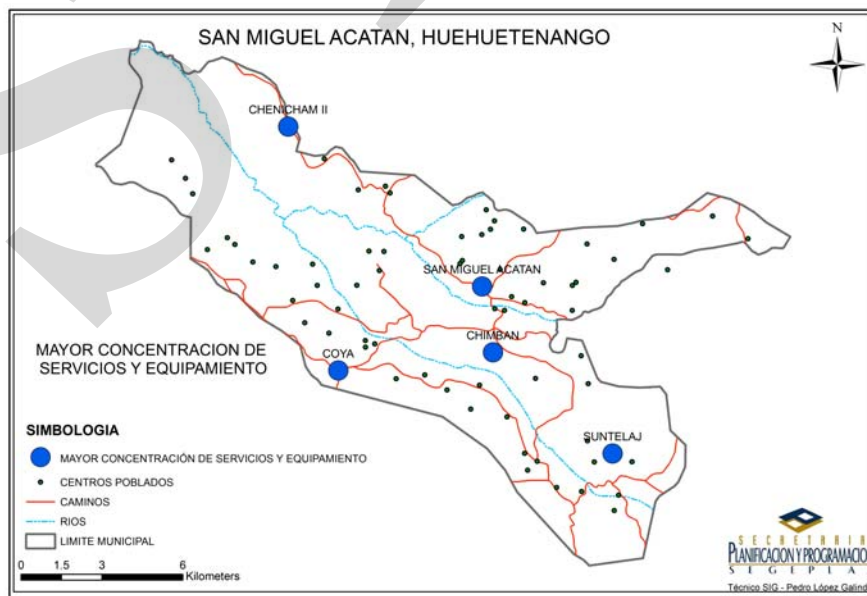 SAN MIGUEL ACATAN, HUEHUETENANGO
N
CHENICHAM II
SAN MIGUEL ACATAN
CHIMBAN
COYA
SUNTELAJ
MAYOR CONCENTRACION DE
SERVICIOS Y EQUIPAMIENTO
SIMBOLOGIA
MAYOR CONCENTRACIÓN DE SERVICIOS Y EQUIPAMIENTO
CENTROS POBLADOS
CAMINOS
RIOS
LIMITE MUNICIPAL
0 1.5 3 6
Kilometers
SECRETARIA
PLANIFICACION Y PROGRAMACIO
SEGEPLA
Técnico SIG - Pedro López Galind